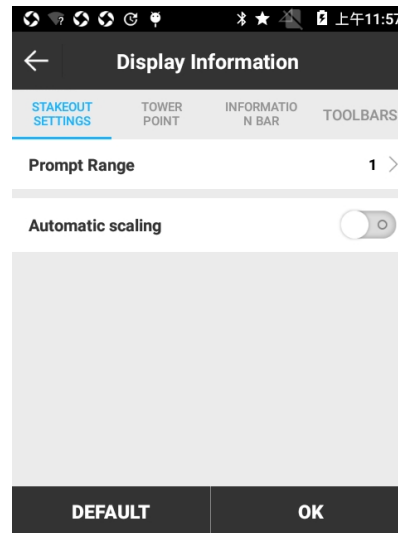 上午11:57
Display Information
STAKEOUT
SETTINGS
TOWER
POINT
INFORMATIO
N BAR
TOOLBARS
Prompt Range
1
Automatic scaling
DEFAULT
OK